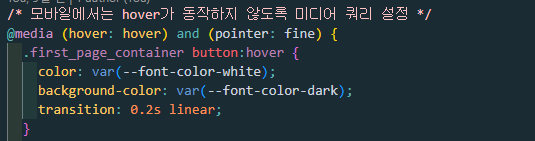 /* 모바일에서는 hover가 동작하지 않도록 미디어 쿼리 설정 */
@media (hover: hover) and (pointer: fine) {
.first_page_container button:hover {
color: var(--font-color-white);
background-color: var(--font-color-dark);
transition: 0.2s linear;
}